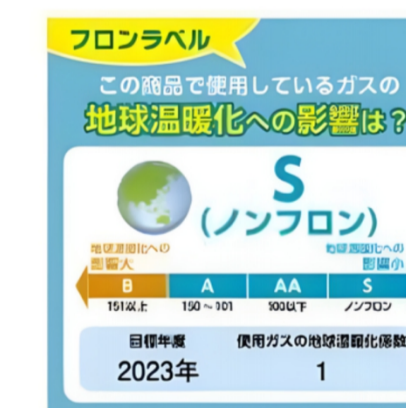 フロンラベル
この商品で使用しているガスの
地球温暖化への影響は?
S
(ノンフロン)
地球温暖化への 地球温暖化への
影響大 影響小
B A AA S
151以上 150～101 100以下 ノンフロン
目標年度 使用ガスの地球温暖化係数
2023年 1